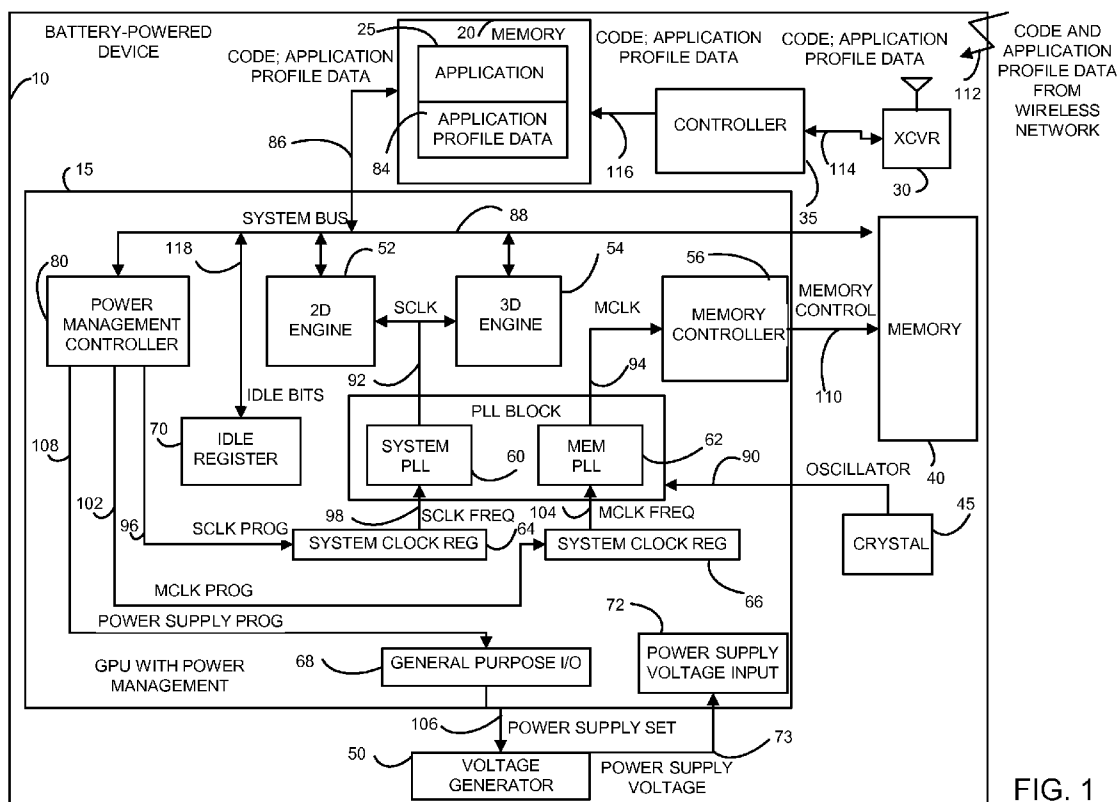 BATTERY-POWERED
DEVICE
10
CODE; APPLICATION
PROFILE DATA
25
20
MEMORY
APPLICATION
APPLICATION
PROFILE DATA
84
86
CODE; APPLICATION
PROFILE DATA
116
CONTROLLER
35
CODE; APPLICATION
PROFILE DATA
114
XCVR
30
112
CODE AND
APPLICATION
PROFILE DATA
FROM
WIRELESS
NETWORK
15
SYSTEM BUS
88
118
80
POWER
MANAGEMENT
CONTROLLER
52
2D
ENGINE
SCLK
92
54
3D
ENGINE
MCLK
94
56
MEMORY
CONTROLLER
MEMORY
CONTROL
110
MEMORY
40
IDLE BITS
70
IDLE
REGISTER
PLL BLOCK
SYSTEM
PLL
60
MEM
PLL
62
90
OSCILLATOR
45
CRYSTAL
108
102
96
SCLK PROG
98
SCLK FREQ
104
MCLK FREQ
SYSTEM CLOCK REG
64
SYSTEM CLOCK REG
66
MCLK PROG
POWER SUPPLY PROG
68
GENERAL PURPOSE I/O
72
POWER SUPPLY
VOLTAGE INPUT
GPU WITH POWER
MANAGEMENT
106
POWER SUPPLY SET
50
VOLTAGE
GENERATOR
POWER SUPPLY
VOLTAGE
73
FIG. 1